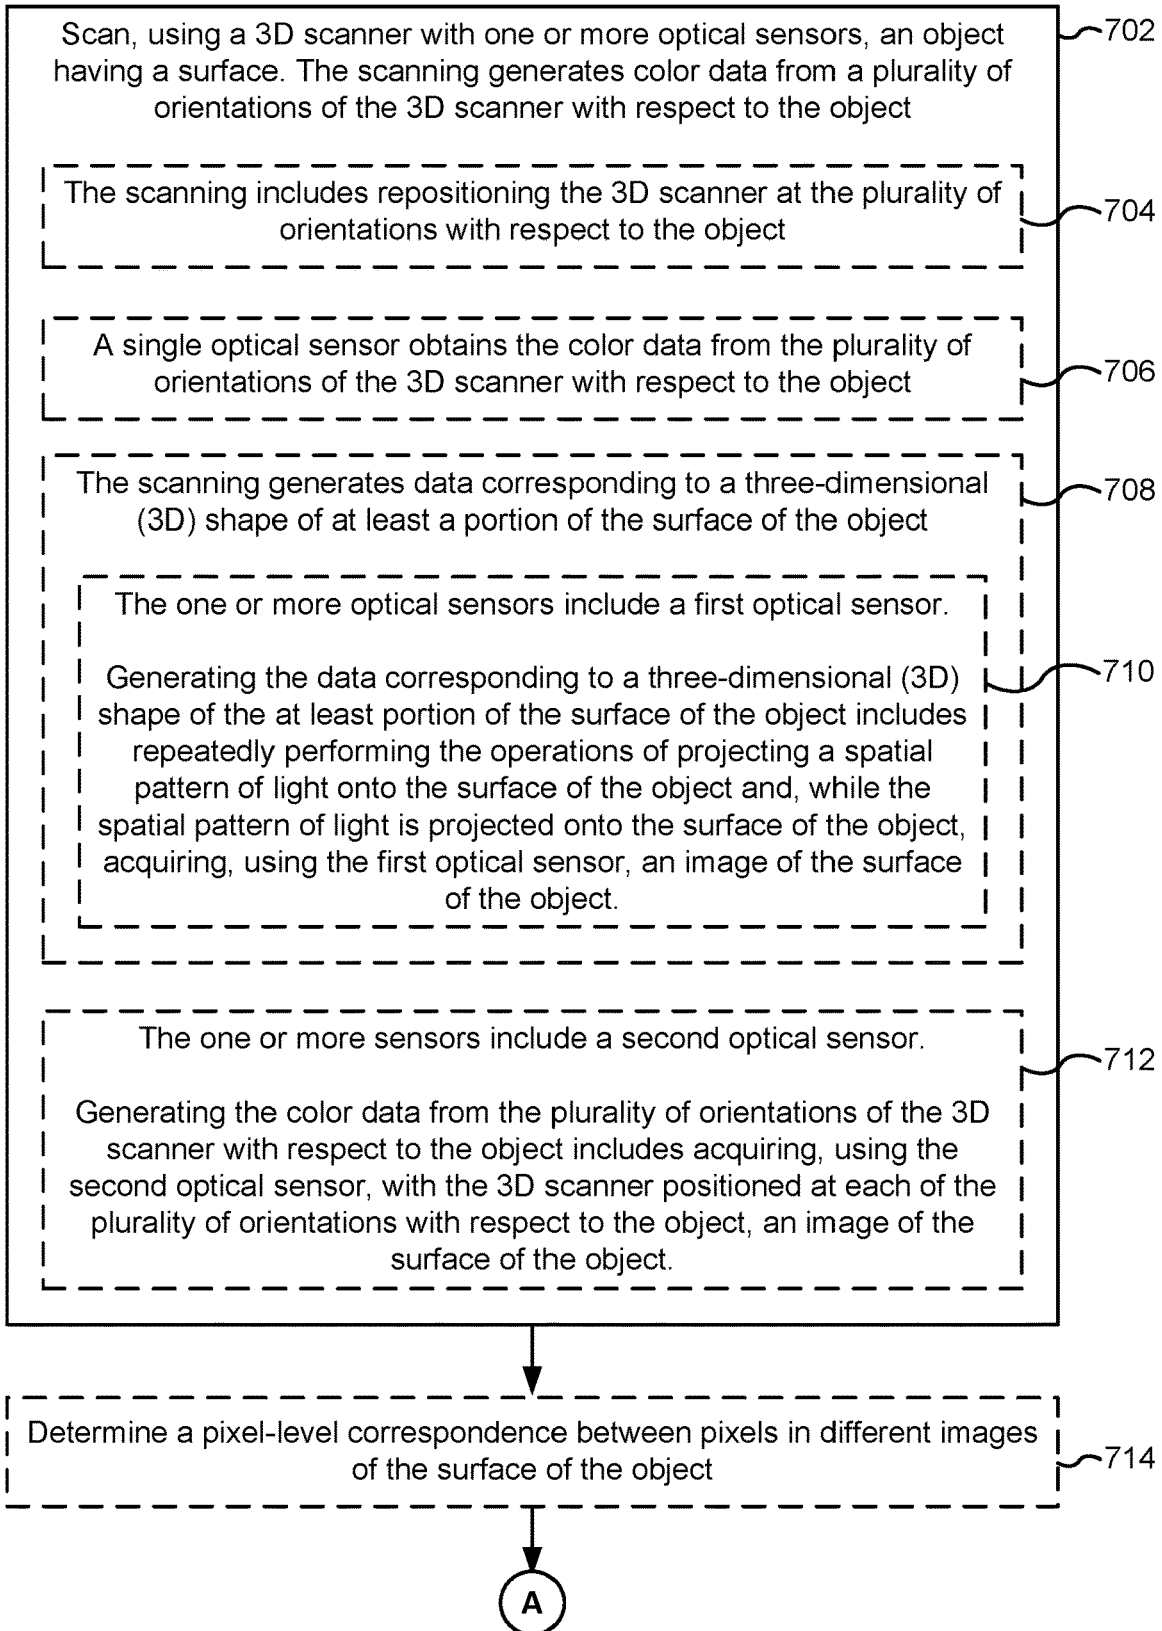 Scan, using a 3D scanner with one or more optical sensors, an object
having a surface. The scanning generates color data from a plurality of
orientations of the 3D scanner with respect to the object
702
The scanning includes repositioning the 3D scanner at the plurality of
orientations with respect to the object
704
A single optical sensor obtains the color data from the plurality of
orientations of the 3D scanner with respect to the object
706
The scanning generates data corresponding to a three-dimensional
(3D) shape of at least a portion of the surface of the object
708
The one or more optical sensors include a first optical sensor.
Generating the data corresponding to a three-dimensional (3D)
shape of the at least portion of the surface of the object includes
repeatedly performing the operations of projecting a spatial
pattern of light onto the surface of the object and, while the
spatial pattern of light is projected onto the surface of the object,
acquiring, using the first optical sensor, an image of the surface
of the object.
710
The one or more sensors include a second optical sensor.
Generating the color data from the plurality of orientations of the 3D
scanner with respect to the object includes acquiring, using the
second optical sensor, with the 3D scanner positioned at each of the
plurality of orientations with respect to the object, an image of the
surface of the object.
712
Determine a pixel-level correspondence between pixels in different images
of the surface of the object
714
A